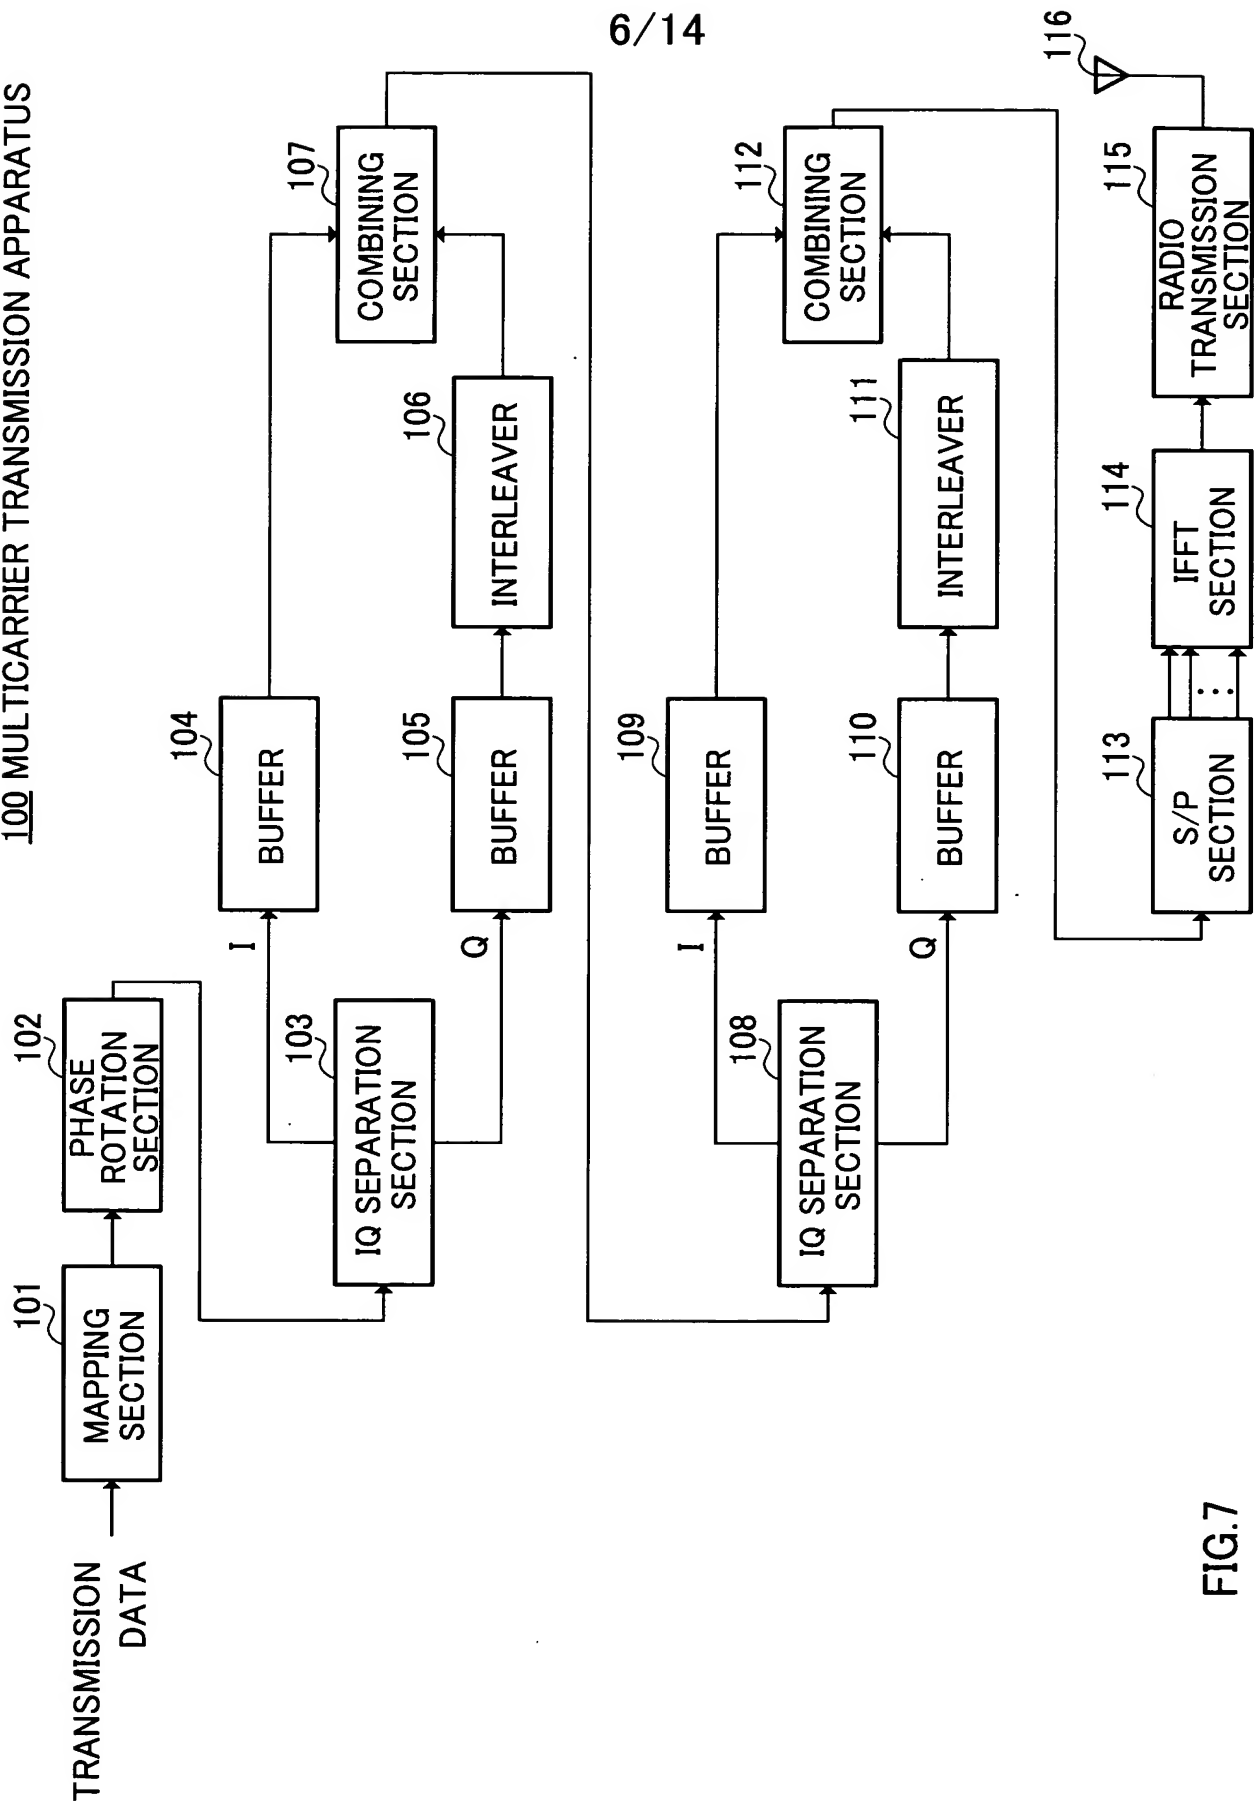 6/14
100 MULTICARRIER TRANSMISSION APPARATUS
TRANSMISSION
DATA
101
MAPPING
SECTION
102
PHASE
ROTATION
SECTION
103
IQ SEPARATION
SECTION
I
Q
104
BUFFER
105
BUFFER
106
INTERLEAVER
107
COMBINING
SECTION
108
IQ SEPARATION
SECTION
I
Q
109
BUFFER
110
BUFFER
111
INTERLEAVER
112
COMBINING
SECTION
113
S/P
SECTION
...
114
IFFT
SECTION
115
RADIO
TRANSMISSION
SECTION
116
FIG.7